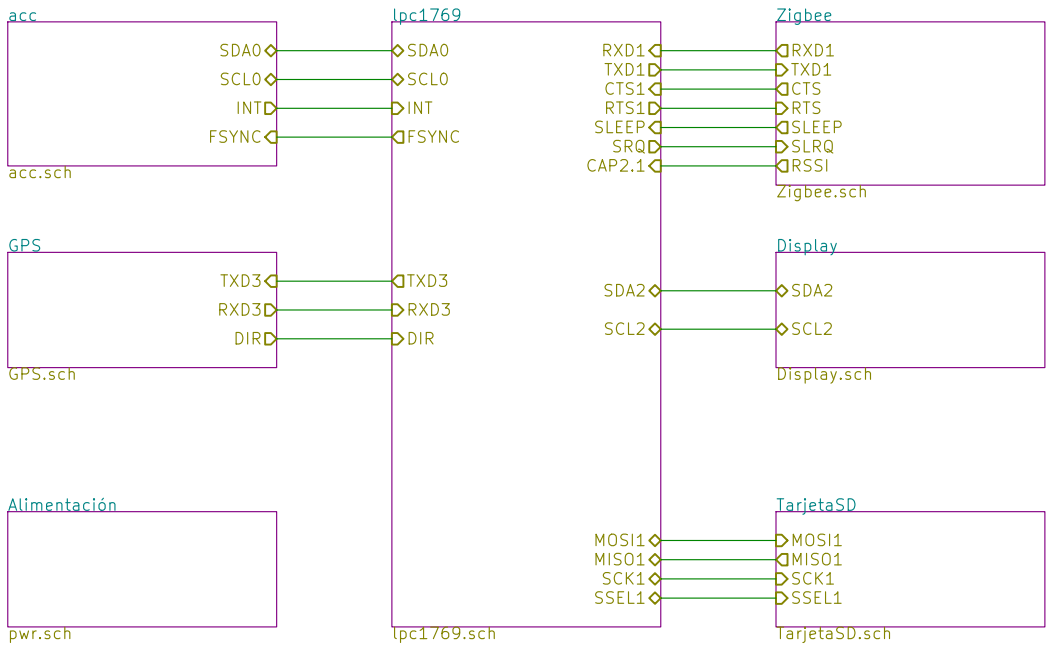 acc
SDA0
SCL0
INT
FSYNC
acc.sch
GPS
TXD3
RXD3
DIR
GPS.sch
Alimentación
pwr.sch
lpc1769
SDA0
SCL0
INT
FSYNC
TXD3
RXD3
DIR
RXD1
TXD1
CTS1
RTS1
SLEEP
SRQ
CAP2.1
SDA2
SCL2
MOSI1
MISO1
SCK1
SSEL1
lpc1769.sch
Zigbee
RXD1
TXD1
CTS
RTS
SLEEP
SLRQ
RSSI
Zigbee.sch
Display
SDA2
SCL2
Display.sch
TarjetaSD
MOSI1
MISO1
SCK1
SSEL1
TarjetaSD.sch